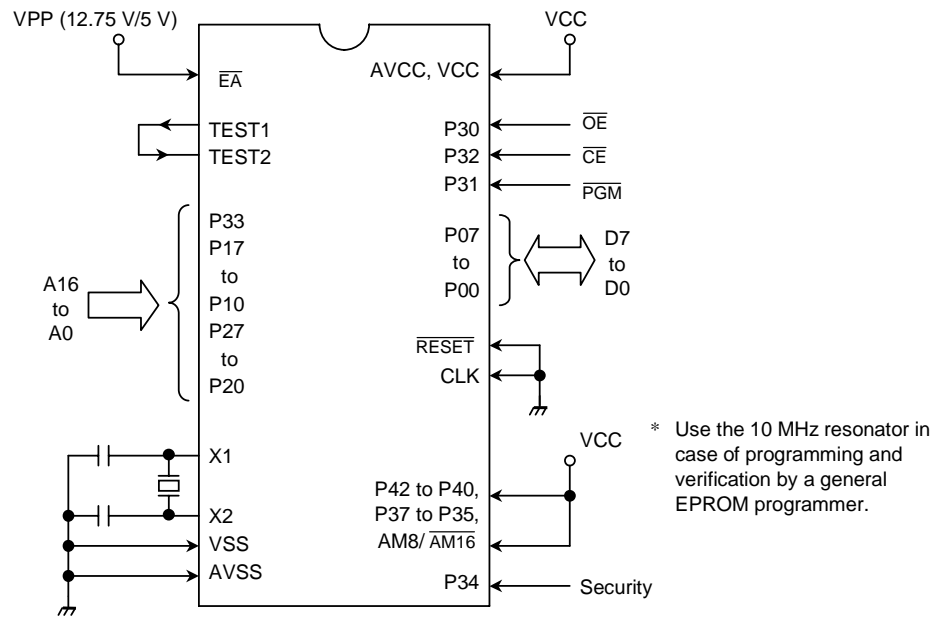 VPP (12.75 V/5 V)
VCC
EA
AVCC, VCC
TEST1
TEST2
P30
OE
P32
CE
P31
PGM
P33
P17
to
P10
P27
to
P20
A16
to
A0
P07
to
P00
D7
to
D0
RESET
CLK
X1
X2
VSS
AVSS
VCC
P42 to P40,
P37 to P35,
AM8/ AM16
P34
Security
* Use the 10 MHz resonator in
case of programming and
verification by a general
EPROM programmer.